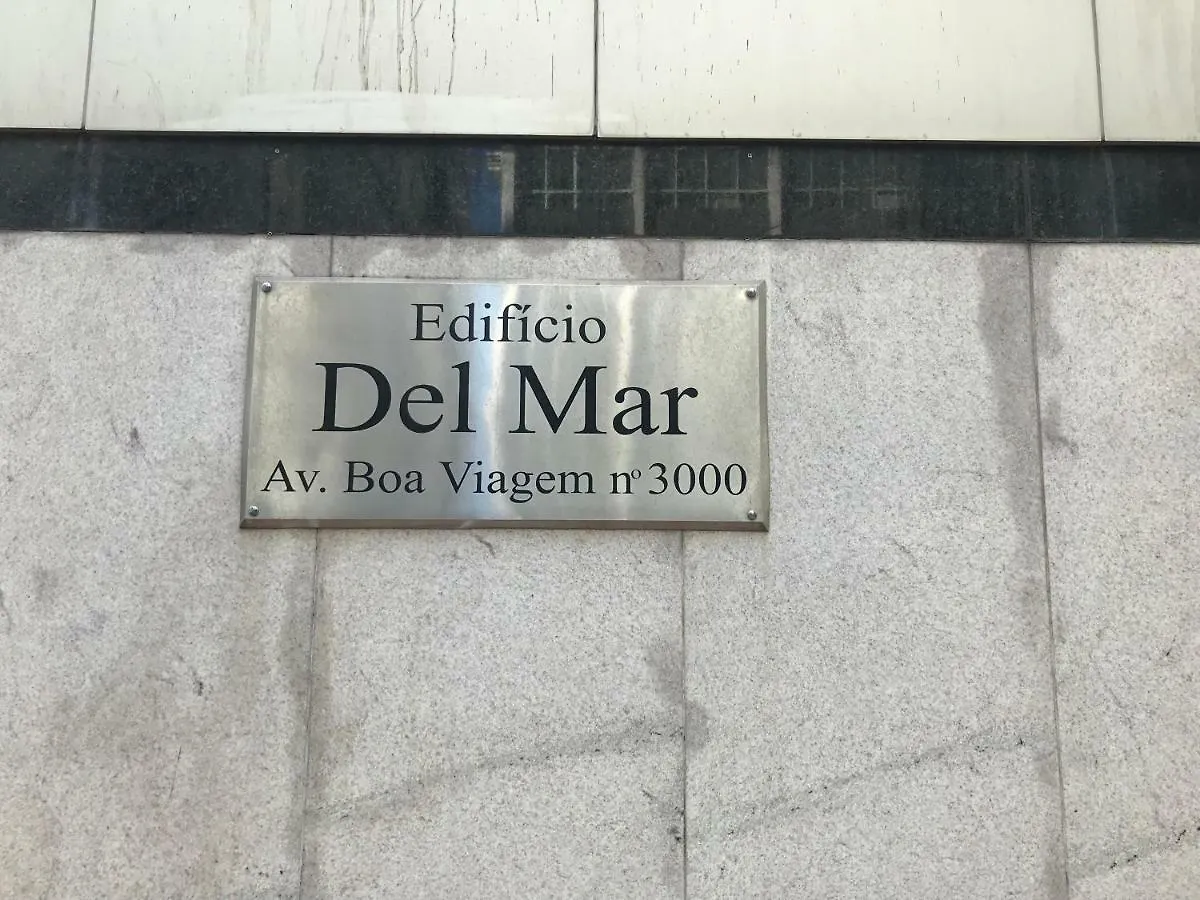 Edifício
Del Mar
Av. Boa Viagem nº 3000